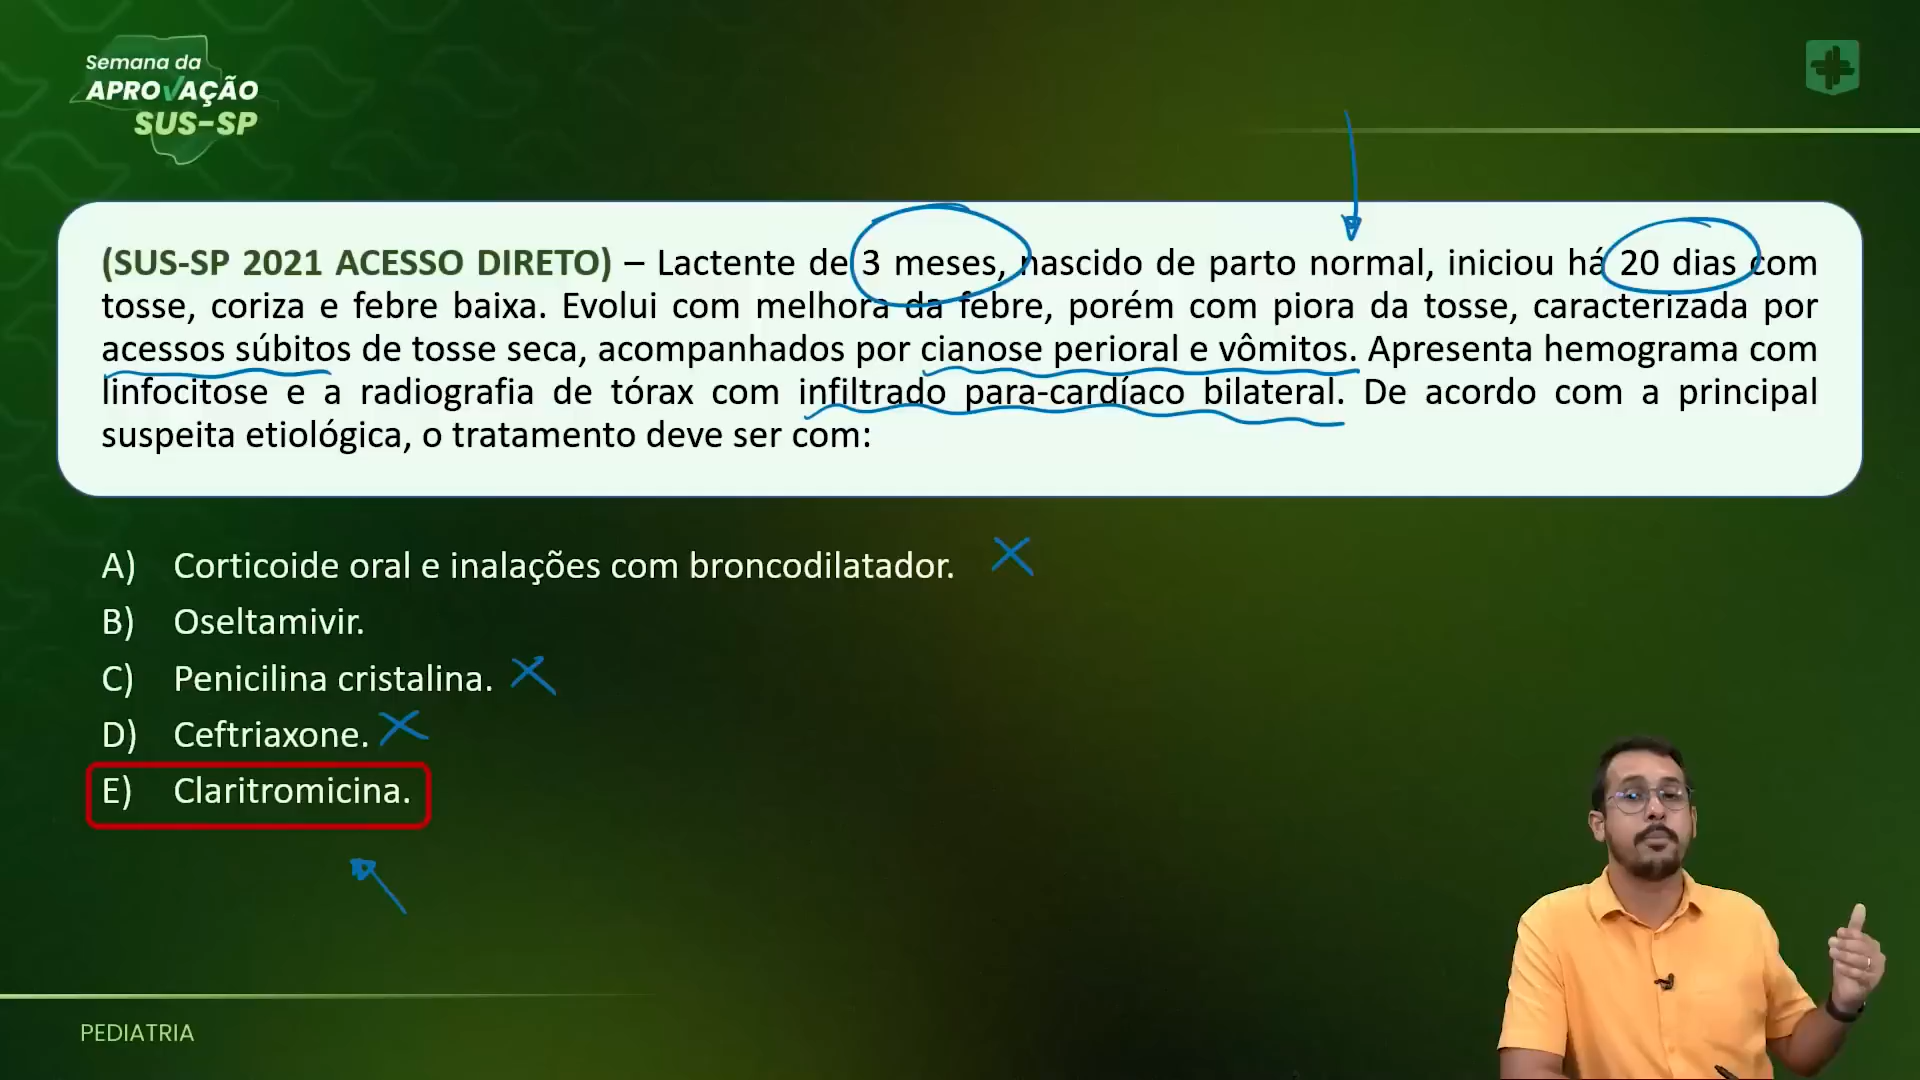 Semana da
APROVAÇÃO
SUS-SP
(SUS-SP 2021 ACESSO DIRETO) – Lactente de 3 meses, nascido de parto normal, iniciou há 20 dias com
tosse, coriza e febre baixa. Evolui com melhora da febre, porém com piora da tosse, caracterizada por
acessos súbitos de tosse seca, acompanhados por cianose perioral e vômitos. Apresenta hemograma com
linfocitose e a radiografia de tórax com infiltrado para-cardíaco bilateral. De acordo com a principal
suspeita etiológica, o tratamento deve ser com:
A) Corticoide oral e inalações com broncodilatador.
B) Oseltamivir.
C) Penicilina cristalina.
D) Ceftriaxone.
E) Claritromicina.
PEDIATRIA